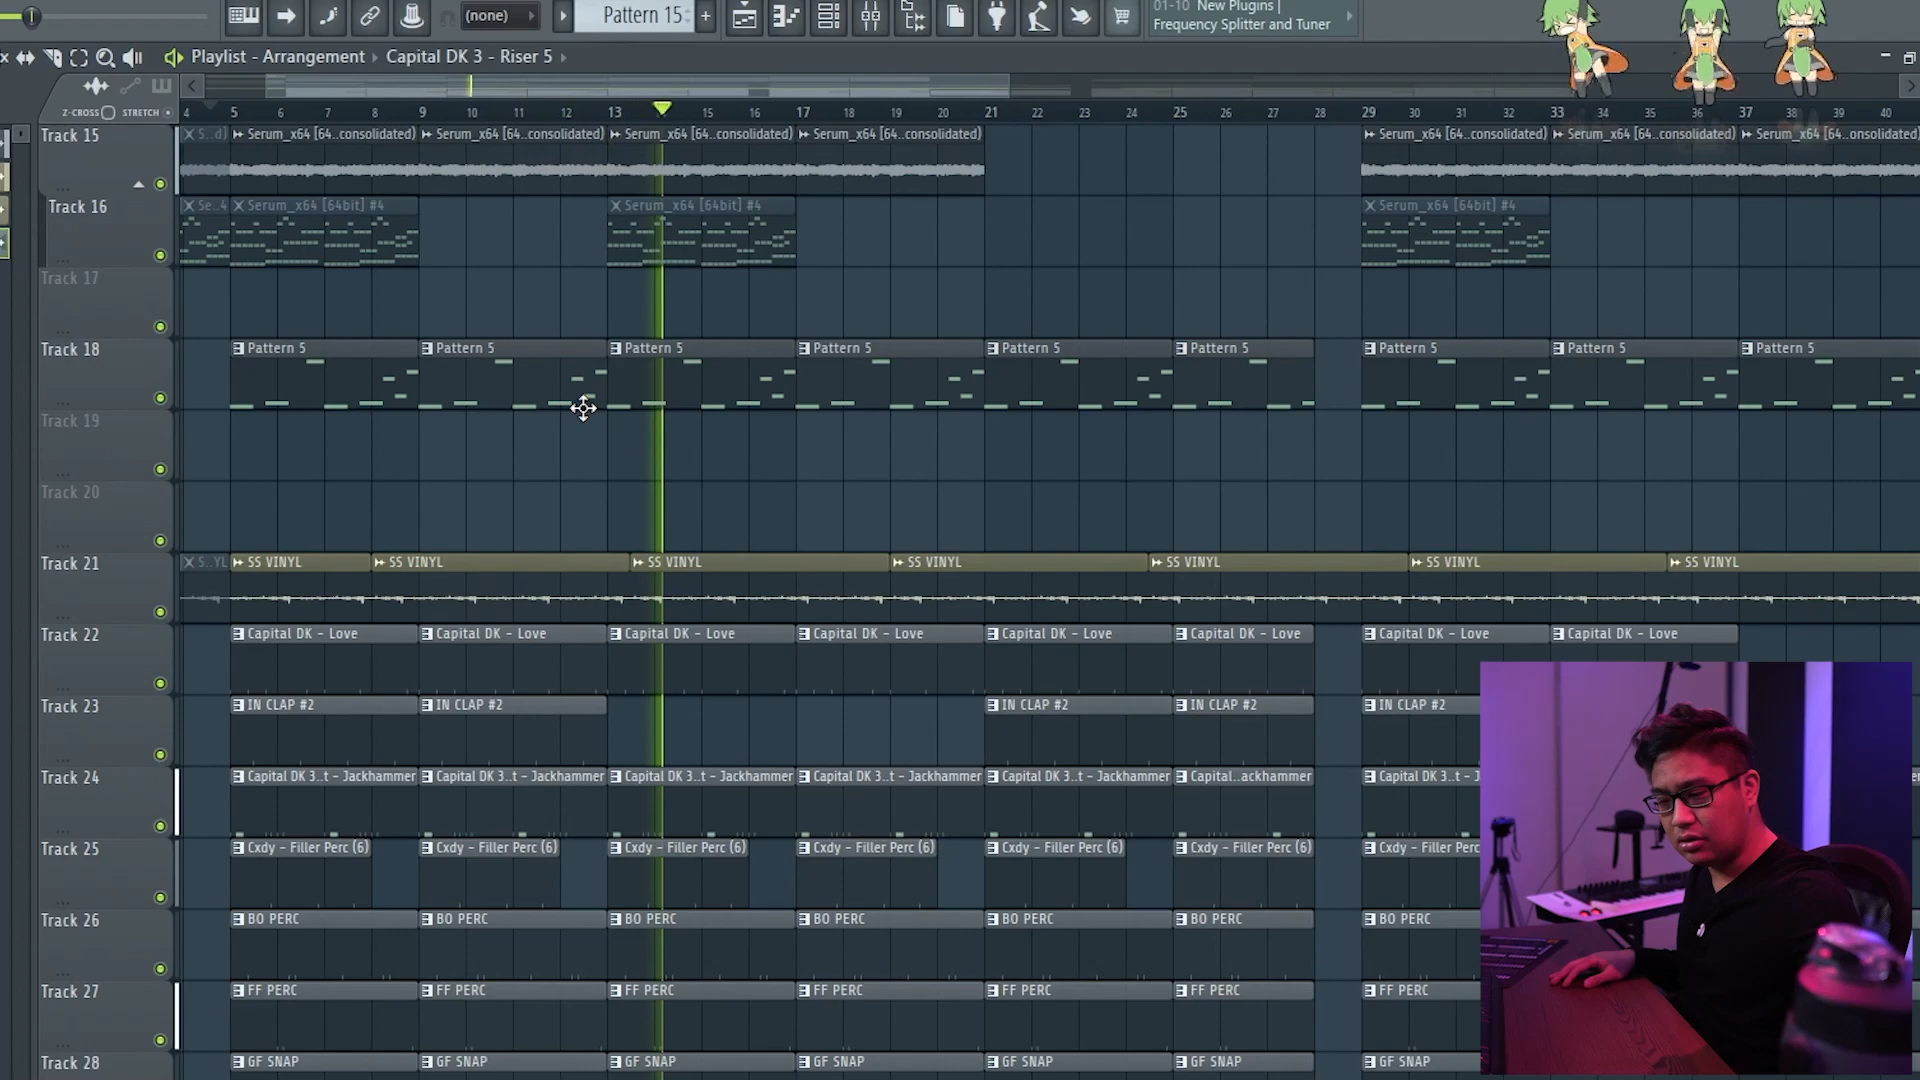 (none)
Pattern 15
01-10 New Plugins |
Frequency Splitter and Tuner
Playlist - Arrangement › Capital DK 3 - Riser 5 ›
Z-CROSS STRETCH
4 5 6 7 8 9 10 11 12 13 15 16 17 18 19 20 21 22 23 24 25 26 27 28 29 30 31 32 33 34 35 36 37 38 39 40
Track 15 S..d) Serum_x64 [64..consolidated) Serum_x64 [64..consolidated) Serum_x64 [64..consolidated) Serum_x64 [64..consolidated) Serum_x64 [64..consolidated) Serum_x64 [64..consolidated) Serum_x64 [64..onsolidated)
Track 16 Se..4 Serum_x64 [64bit] #4 Serum_x64 [64bit] #4 Serum_x64 [64bit] #4
Track 17
Track 18 Pattern 5 Pattern 5 Pattern 5 Pattern 5 Pattern 5 Pattern 5 Pattern 5 Pattern 5 Pattern 5
Track 19
Track 20
Track 21 S..YL SS VINYL SS VINYL SS VINYL SS VINYL SS VINYL SS VINYL SS VINYL
Track 22 Capital DK - Love Capital DK - Love Capital DK - Love Capital DK - Love Capital DK - Love Capital DK - Love Capital DK - Love Capital DK - Love
Track 23 IN CLAP #2 IN CLAP #2 IN CLAP #2 IN CLAP #2 IN CLAP #2
Track 24 Capital DK 3..t - Jackhammer Capital DK 3..t - Jackhammer Capital DK 3..t - Jackhammer Capital DK 3..t - Jackhammer Capital DK 3..t - Jackhammer Capital..ackhammer Capital DK 3..t - J
Track 25 Cxdy - Filler Perc (6) Cxdy - Filler Perc (6) Cxdy - Filler Perc (6) Cxdy - Filler Perc (6) Cxdy - Filler Perc (6) Cxdy - Filler Perc (6) Cxdy - Filler Perc
Track 26 BO PERC BO PERC BO PERC BO PERC BO PERC BO PERC BO PERC
Track 27 FF PERC FF PERC FF PERC FF PERC FF PERC FF PERC FF PERC
Track 28 GF SNAP GF SNAP GF SNAP GF SNAP GF SNAP GF SNAP GF SNAP